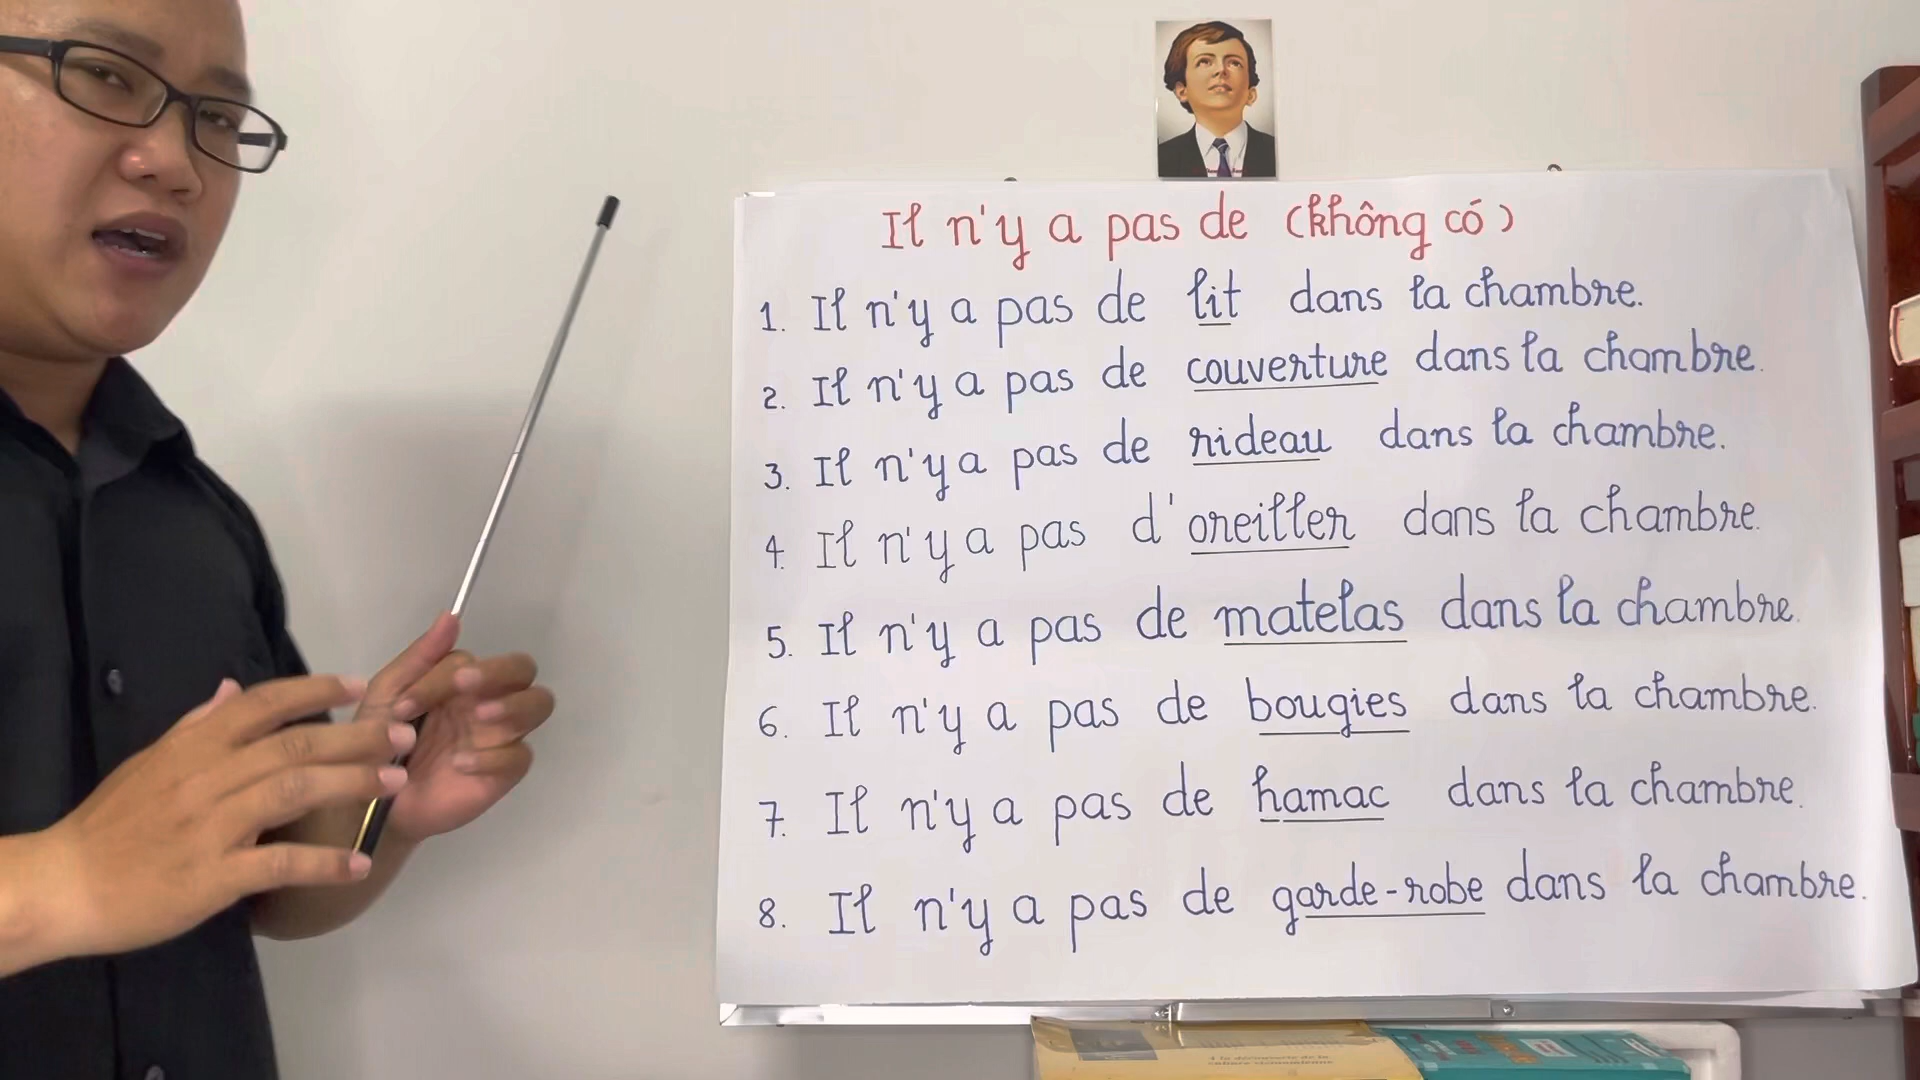 Il n'y a pas de (không có)
1. Il n'y a pas de lit dans la chambre.
2. Il n'y a pas de couverture dans la chambre.
3. Il n'y a pas de rideau dans la chambre.
4. Il n'y a pas d'oreiller dans la chambre.
5. Il n'y a pas de matelas dans la chambre.
6. Il n'y a pas de bougies dans la chambre.
7. Il n'y a pas de hamac dans la chambre.
8. Il n'y a pas de garde-robe dans la chambre.